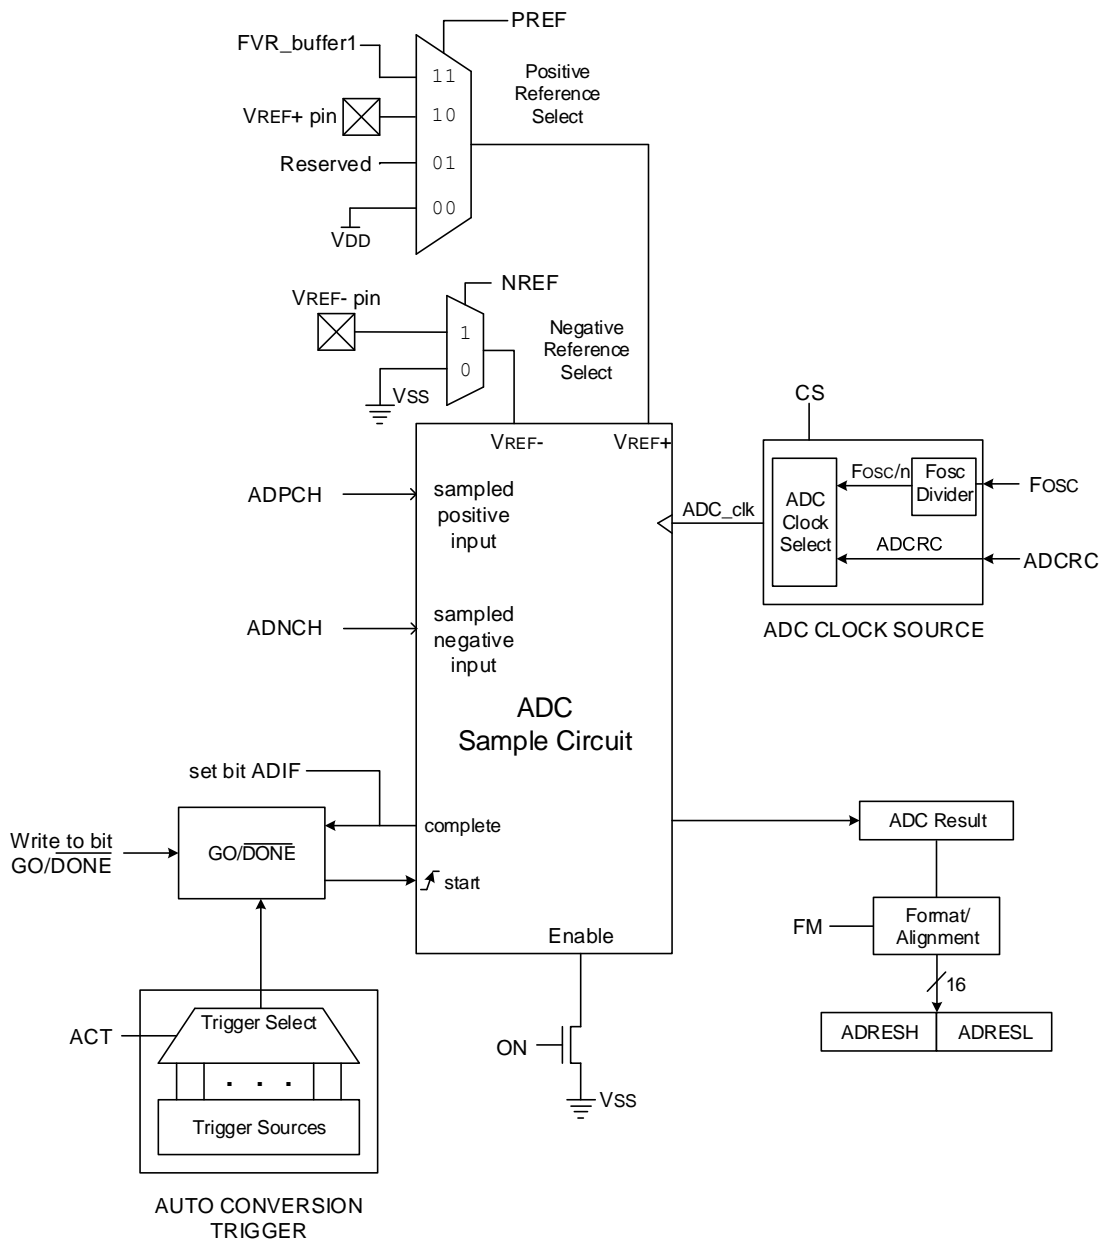 PREF
FVR_buffer1
11
Positive
Reference
Select
VREF+ pin
10
Reserved
01
00
VDD
NREF
VREF- pin
1
Negative
Reference
Select
0
VSS
CS
VREF-
VREF+
FOSC/n
Fosc
Divider
FOSC
ADPCH
sampled
positive
input
ADC_clk
ADC
Clock
Select
ADCRC
ADCRC
ADNCH
sampled
negative
input
ADC CLOCK SOURCE
ADC
Sample Circuit
set bit ADIF
complete
ADC Result
Write to bit
GO/DONE
GO/DONE
start
FM
Format/
Alignment
Enable
16
ACT
Trigger Select
ON
ADRESH
ADRESL
. . .
VSS
Trigger Sources
AUTO CONVERSION
TRIGGER